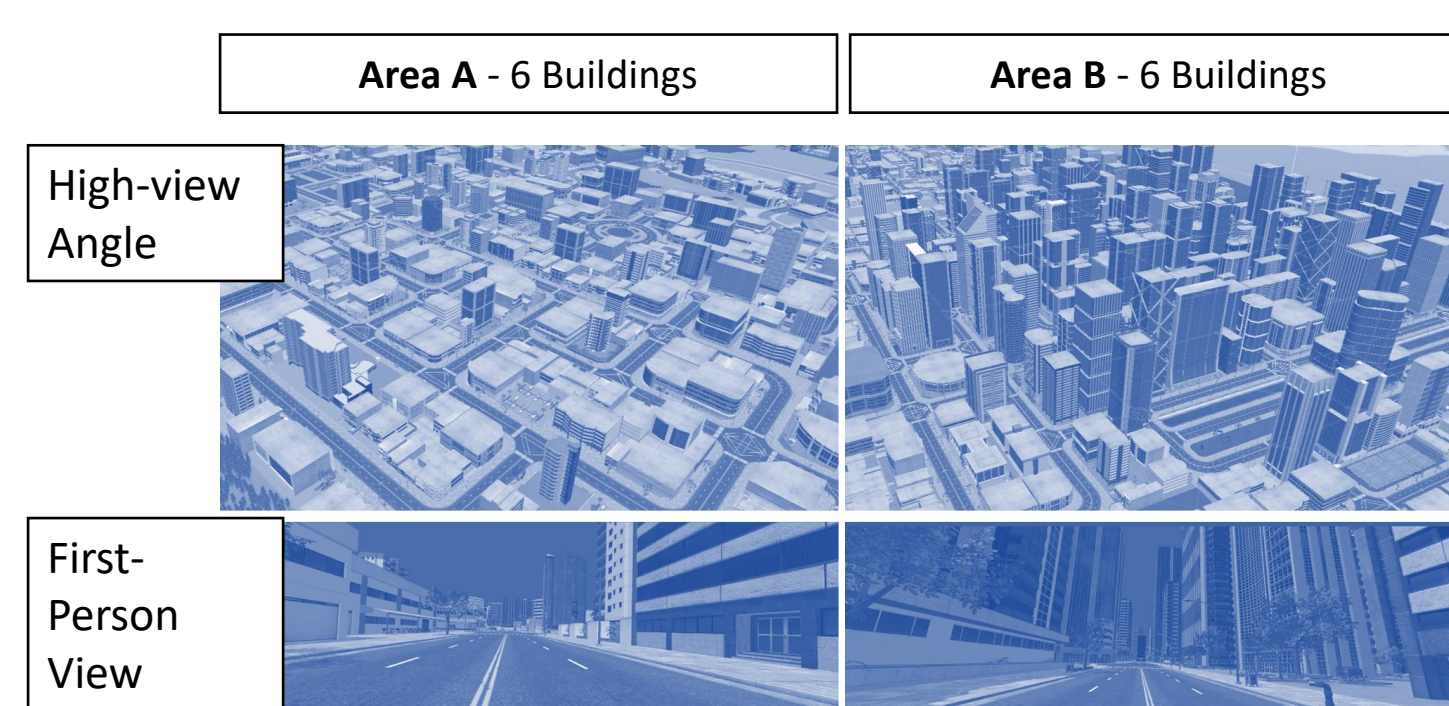 Area A - 6 Buildings
Area B - 6 Buildings
High-view
Angle
First-
Person
View